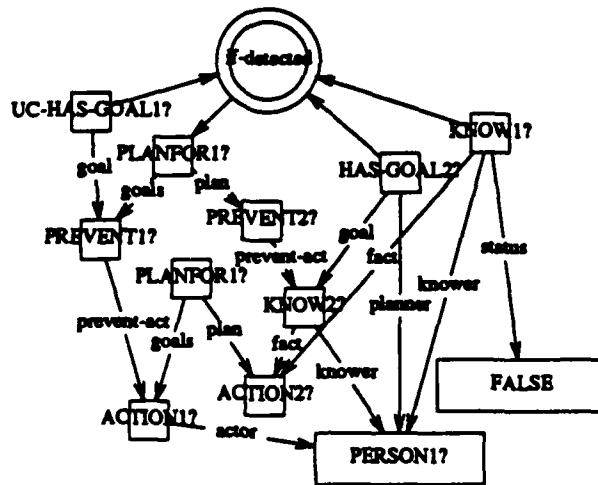 if-detected
UC-HAS-GOAL1?
KNOW1?
PLANFOR1?
HAS-GOAL2?
goal
goals
plan
PREVENT2?
PREVENT1?
goal
fact
status
prevent-act
PLANFOR1?
KNOW2?
planner
knower
prevent-act
goals
plan
fact
knower
FALSE
ACTION2?
ACTION1?
actor
PERSON1?